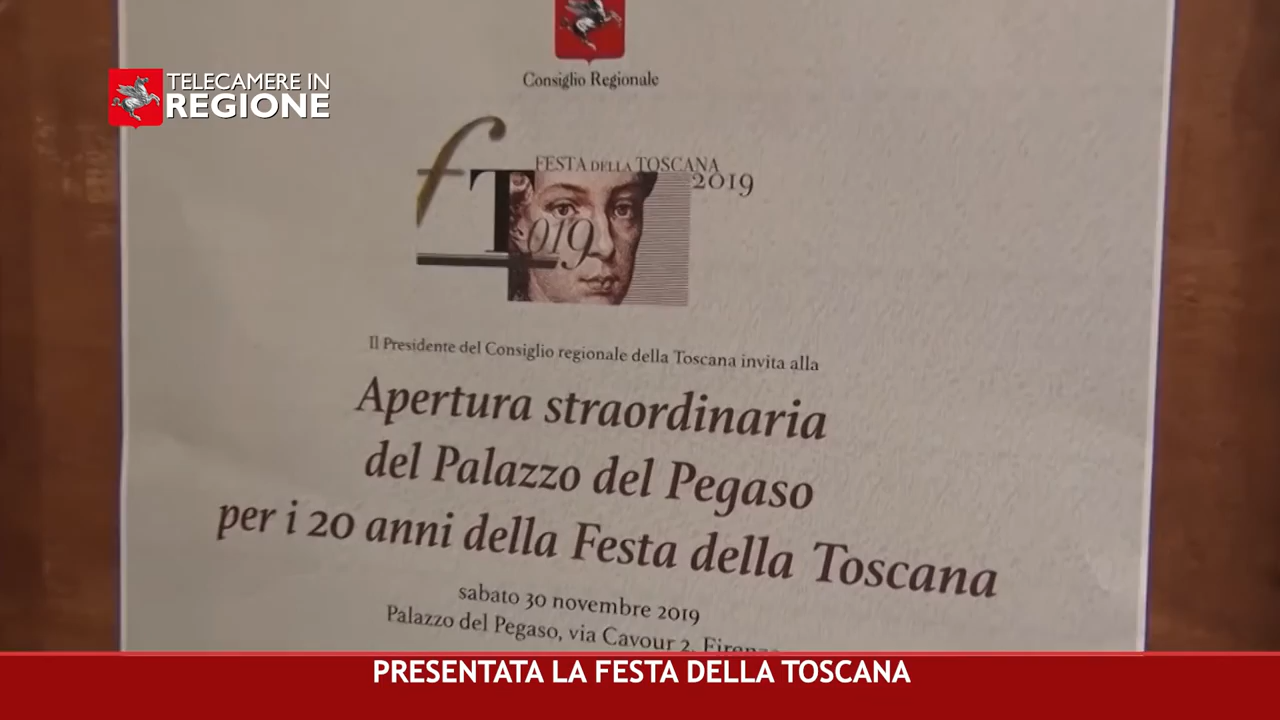 TELECAMERE IN
REGIONE
Consiglio Regionale
FESTA DELLA TOSCANA
2019
fT
2019
Il Presidente del Consiglio regionale della Toscana invita alla
Apertura straordinaria
del Palazzo del Pegaso
per i 20 anni della Festa della Toscana
sabato 30 novembre 2019
Palazzo del Pegaso, via Cavour 2, Firenze
PRESENTATA LA FESTA DELLA TOSCANA